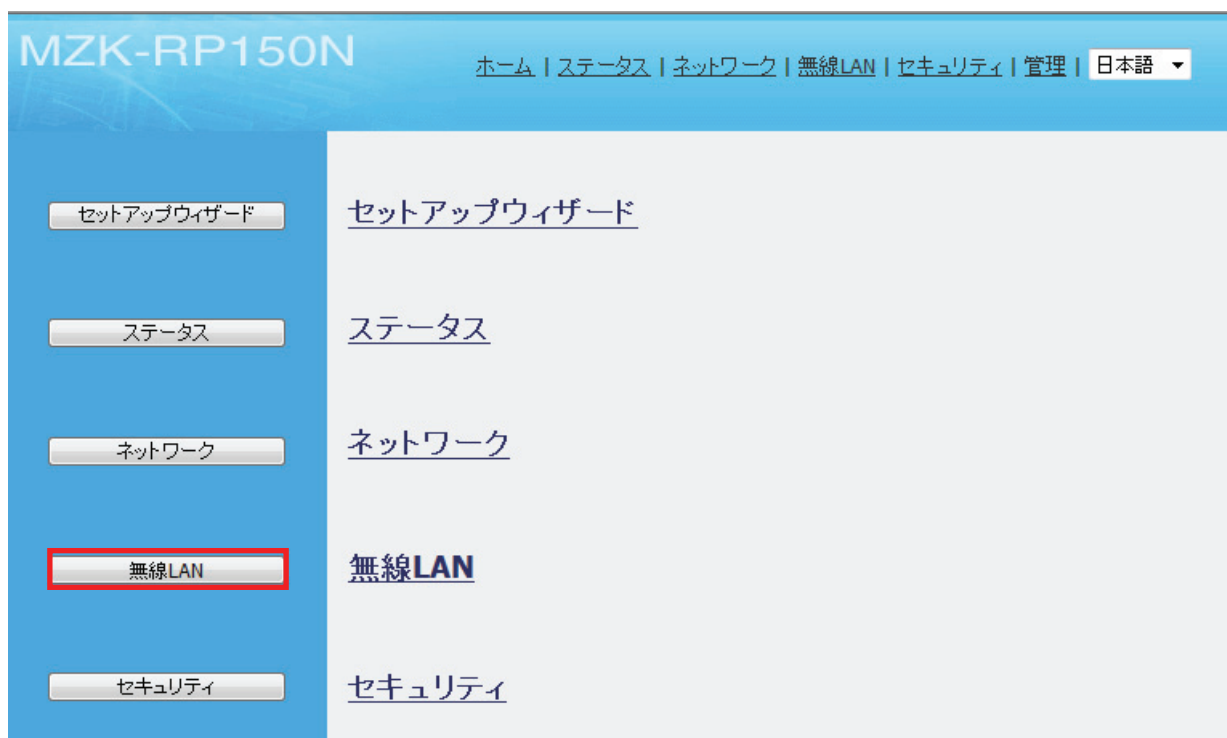 MZK-RP150N
ホーム | ステータス | ネットワーク | 無線LAN | セキュリティ | 管理 | 日本語
セットアップウィザード セットアップウィザード
ステータス ステータス
ネットワーク ネットワーク
無線LAN 無線LAN
セキュリティ セキュリティ